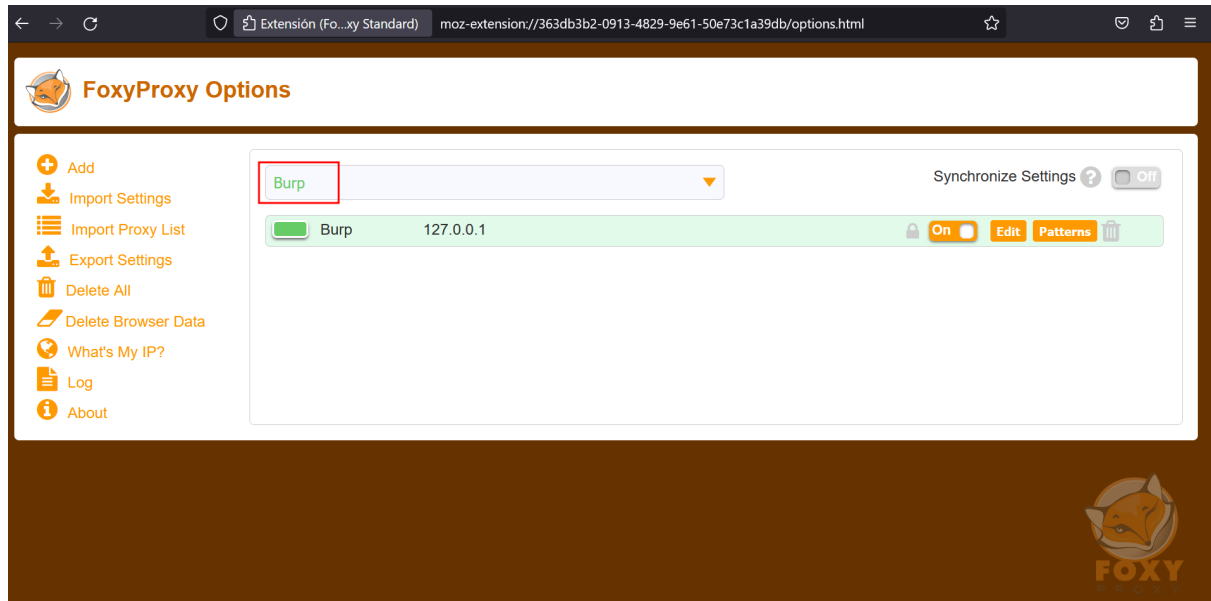 Extensión (Fo...xy Standard) moz-extension://363db3b2-0913-4829-9e61-50e73c1a39db/options.html
FoxyProxy Options
Add
Import Settings
Import Proxy List
Export Settings
Delete All
Delete Browser Data
What's My IP?
Log
About
Burp
Synchronize Settings ? Off
Burp 127.0.0.1 On Edit Patterns
FOXY
PROXY